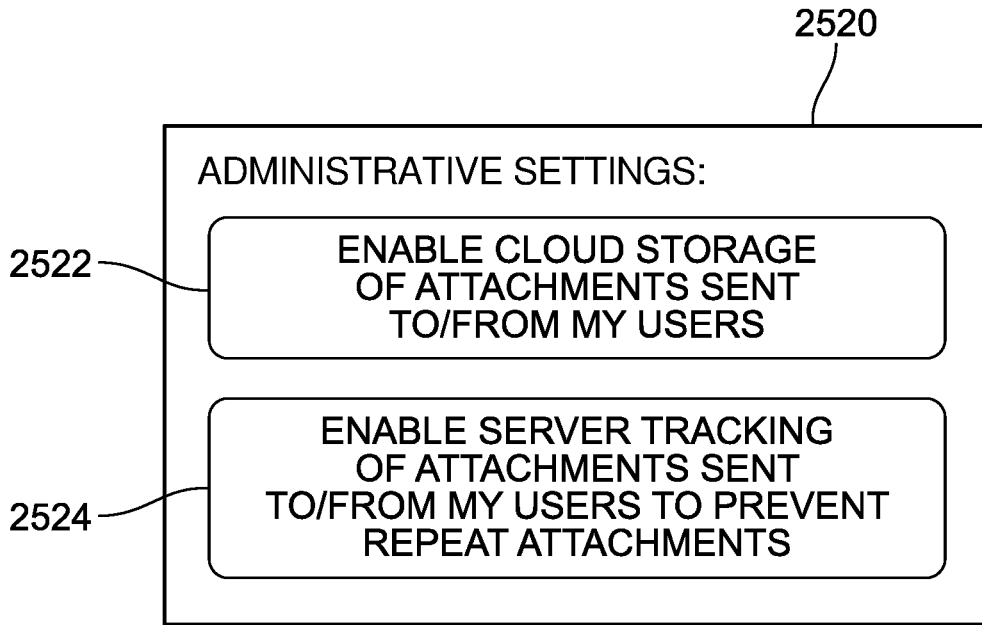 2520
ADMINISTRATIVE SETTINGS:
2522
ENABLE CLOUD STORAGE
OF ATTACHMENTS SENT
TO/FROM MY USERS
2524
ENABLE SERVER TRACKING
OF ATTACHMENTS SENT
TO/FROM MY USERS TO PREVENT
REPEAT ATTACHMENTS